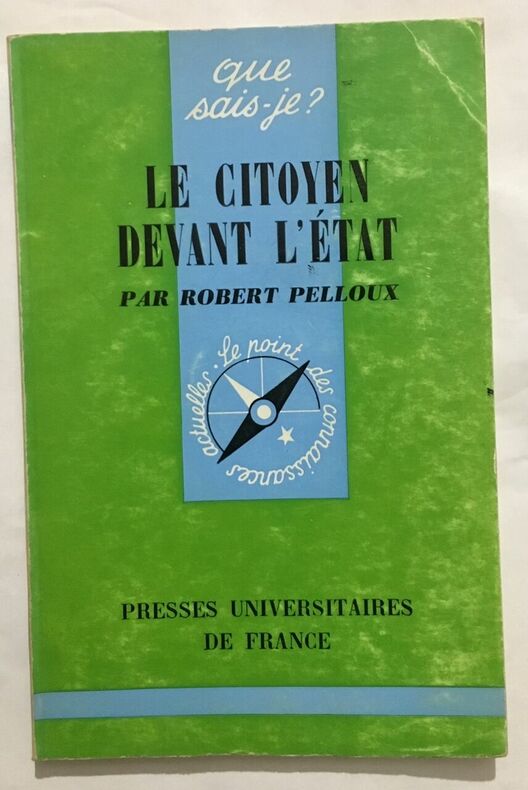 que
sais-je?
LE CITOYEN
DEVANT L'ÉTAT
PAR ROBERT PELLOUX
Le point des connaissances actuelles.
PRESSES UNIVERSITAIRES
DE FRANCE